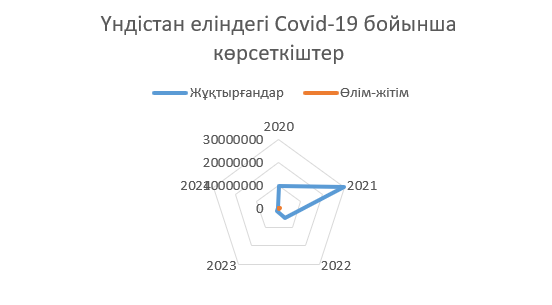 Үндістан еліндегі Covid-19 бойынша
көрсеткіштер
Жұқтырғандар Өлім-жітім
2020
30000000
20000000
2024 10000000 2021
0
2023 2022